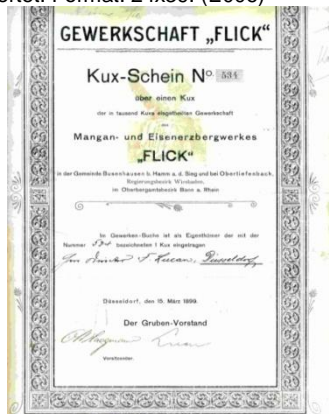 GEWERKSCHAFT „FLICK“
Kux-Schein No. 534
über einen Kux
der in tausend Kuxe eingeteilten Gewerkschaft
des
Mangan- und Eisenerzbergwerkes
„FLICK“
in der Gemeinde Busenhausen b. Hamm a. d. Sieg und bei Obertiefenbach,
Regierungsbezirk Wiesbaden,
im Oberbergamtsbezirk Bonn a. Rhein
Im Gewerken-Buche ist als Eigentümer der mit der
Nummer 534 bezeichneten 1 Kux eingetragen
Düsseldorf
Düsseldorf, den 15. März 1899.
Der Gruben-Vorstand
Vorsitzender.